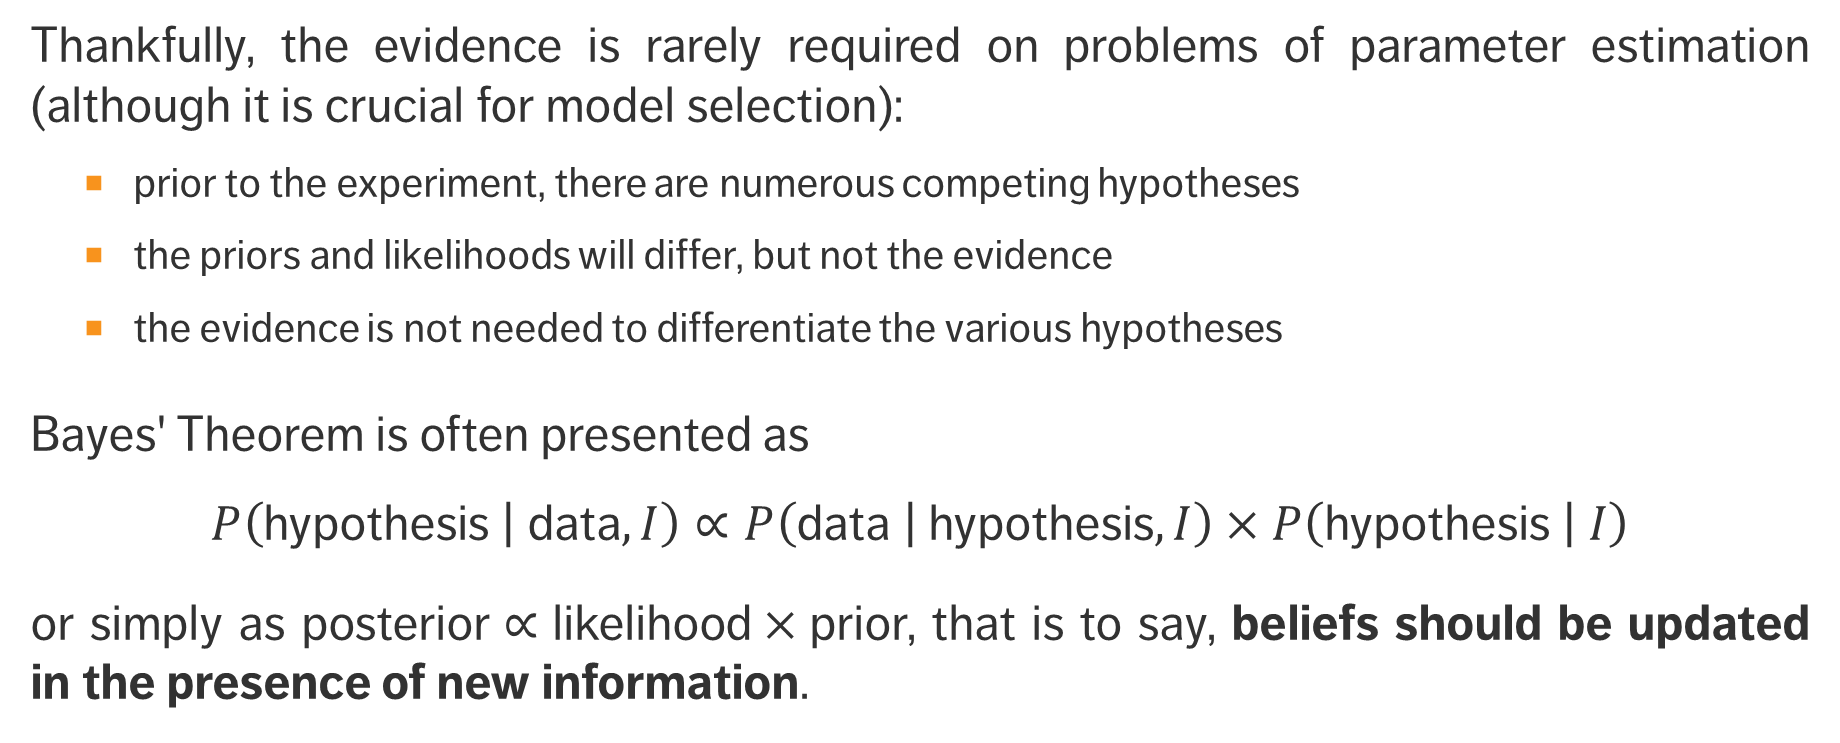 Thankfully, the evidence is rarely required on problems of parameter estimation
(although it is crucial for model selection):
▪ prior to the experiment, there are numerous competing hypotheses
▪ the priors and likelihoods will differ, but not the evidence
▪ the evidence is not needed to differentiate the various hypotheses
Bayes' Theorem is often presented as
P(hypothesis | data, I) ∝ P(data | hypothesis, I) × P(hypothesis | I)
or simply as posterior ∝ likelihood × prior, that is to say, beliefs should be updated
in the presence of new information.